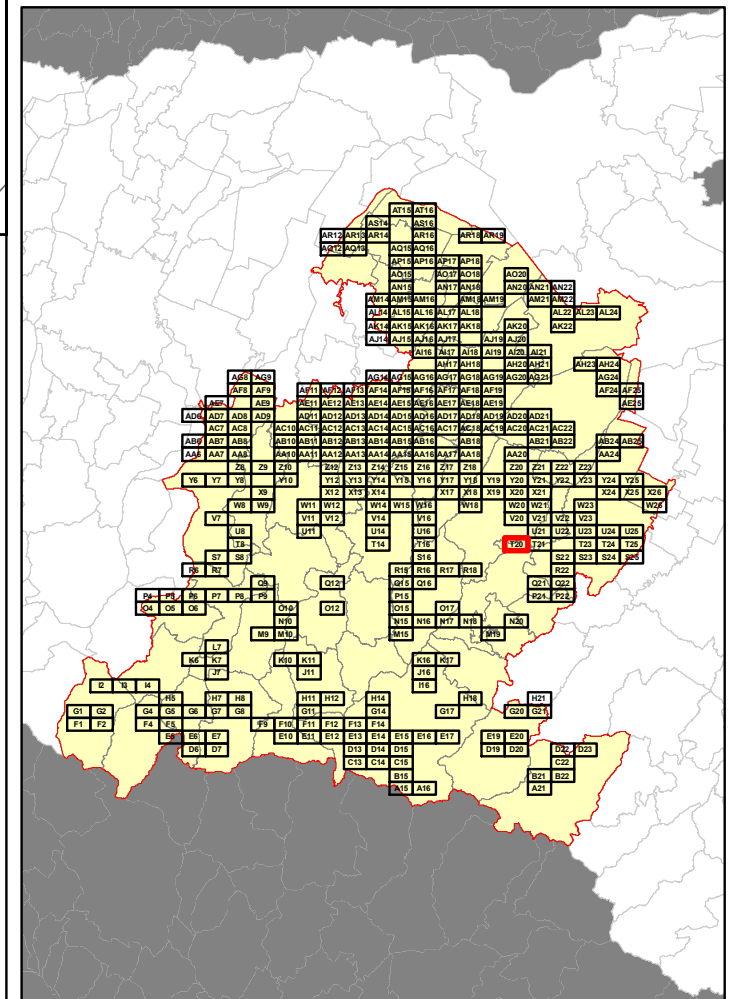 AT15 AT16
AS14 AS16
AR12 AR13 AR14 AR16 AR18 AR19
AQ12 AQ13 AQ15 AQ16
AP15 AP16 AP17 AP18
AO15 AO17 AO18 AO20
AN15 AN17 AN18 AN20 AN21 AN22
AM14 AM15 AM16 AM18 AM19 AM21 AM22
AL14 AL15 AL16 AL17 AL18 AL22 AL23 AL24
AK14 AK15 AK16 AK17 AK18 AK20 AK22
AJ14 AJ15 AJ16 AJ17 AJ19 AJ20
AI16 AI17 AI18 AI19 AI20 AI21
AH17 AH18 AH20 AH21 AH23 AH24
AG8 AG9 AG14 AG15 AG16 AG17 AG18 AG19 AG20 AG21 AG24
AF8 AF9 AF11 AF12 AF13 AF14 AF15 AF16 AF17 AF18 AF19 AF24 AF25
AE7 AE9 AE11 AE12 AE13 AE14 AE15 AE16 AE17 AE18 AE19 AE25
AD6 AD7 AD8 AD9 AD11 AD12 AD13 AD14 AD15 AD16 AD17 AD18 AD19 AD20 AD21
AC7 AC8 AC10 AC11 AC12 AC13 AC14 AC15 AC16 AC17 AC18 AC19 AC20 AC21 AC22
AB6 AB7 AB8 AB10 AB11 AB12 AB13 AB14 AB15 AB16 AB18 AB21 AB22 AB24 AB25
AA6 AA7 AA8 AA10 AA11 AA12 AA13 AA14 AA15 AA16 AA17 AA18 AA20 AA24
Z8 Z9 Z10 Z12 Z13 Z14 Z15 Z16 Z17 Z18 Z20 Z21 Z22 Z23
Y6 Y7 Y8 Y10 Y12 Y13 Y14 Y15 Y16 Y17 Y18 Y19 Y20 Y21 Y22 Y23 Y24 Y25
X9 X12 X13 X14 X17 X18 X19 X20 X21 X24 X25 X26
W8 W9 W11 W12 W14 W15 W16 W18 W20 W21 W23 W26
V7 V11 V12 V14 V16 V20 V21 V22 V23
U8 U11 U14 U16 U21 U22 U23 U24 U25
T8 T14 T16 T20 T21 T23 T24 T25
S7 S8 S16 S22 S23 S24 S25
R6 R7 R15 R16 R17 R18 R22
Q9 Q12 Q15 Q16 Q21 Q22
P4 P5 P6 P7 P8 P9 P15 P21 P22
O4 O5 O6 O10 O12 O15 O17
N10 N15 N16 N17 N18 N20
M9 M10 M15 M19
L7
K6 K7 K10 K11 K16 K17
J7 J11 J16
I2 I3 I4 I16
H5 H7 H8 H11 H12 H14 H18 H21
G1 G2 G4 G5 G6 G7 G8 G11 G17 G20 G21
F1 F2 F4 F5 F9 F10 F11 F12 F13 F14
E5 E6 E7 E10 E11 E12 E13 E14 E15 E16 E17 E19 E20
D6 D7 D13 D14 D15 D19 D20 D22 D23
C13 C14 C15 C22
B15 B21 B22
A15 A16 A21